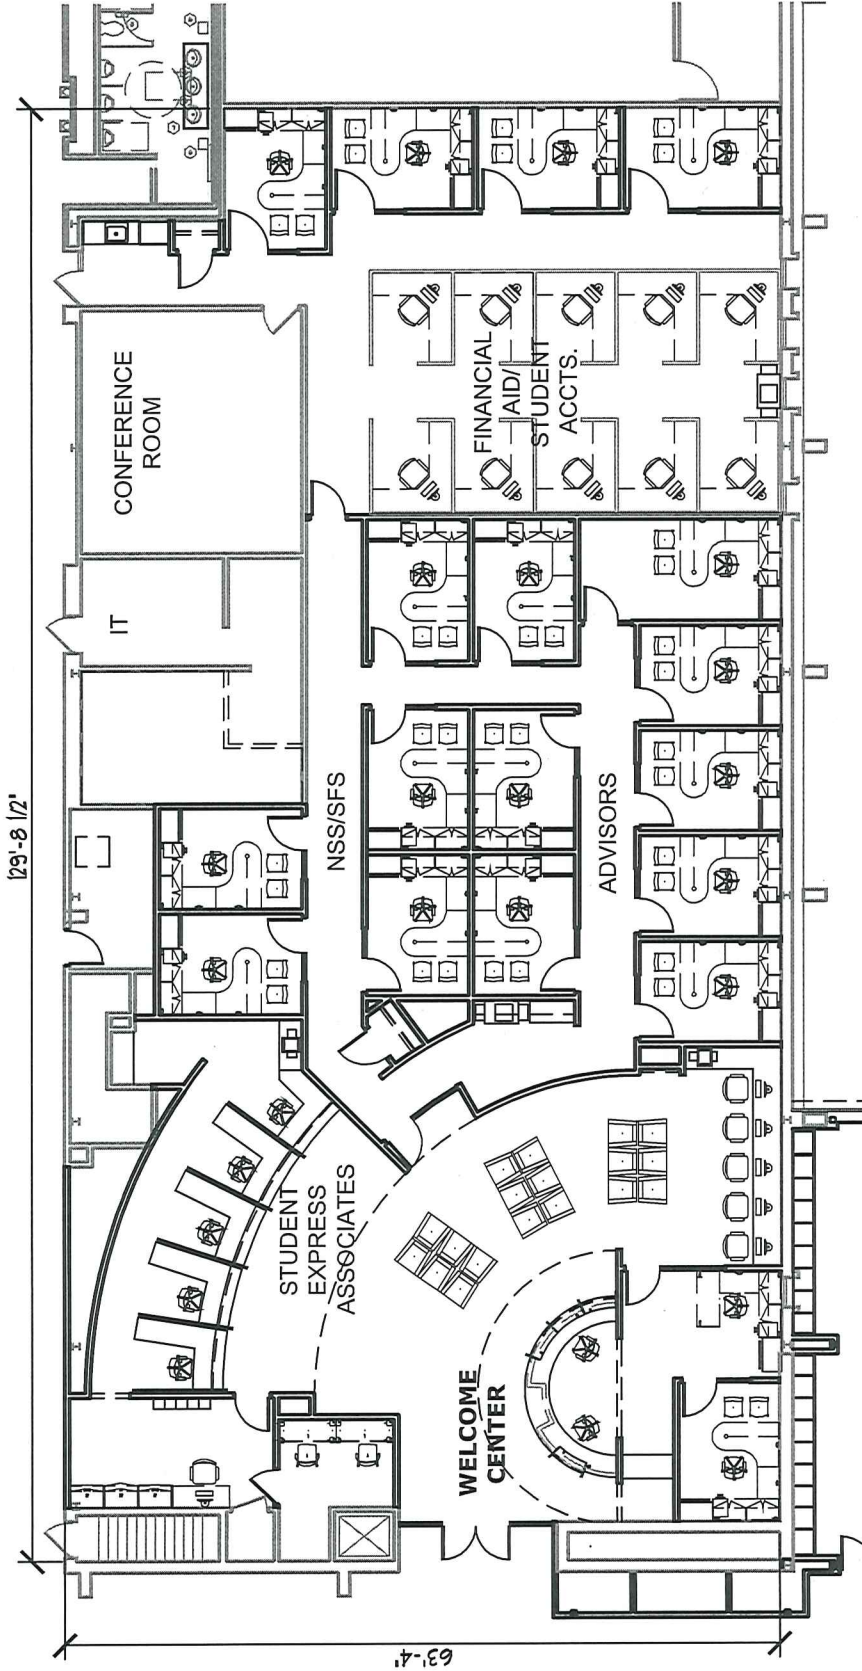 129'-8 1/2"
63'-4"
CONFERENCE
ROOM
IT
FINANCIAL
AID/
STUDENT
ACCTS.
NSS/SFS
ADVISORS
STUDENT
EXPRESS
ASSOCIATES
WELCOME
CENTER